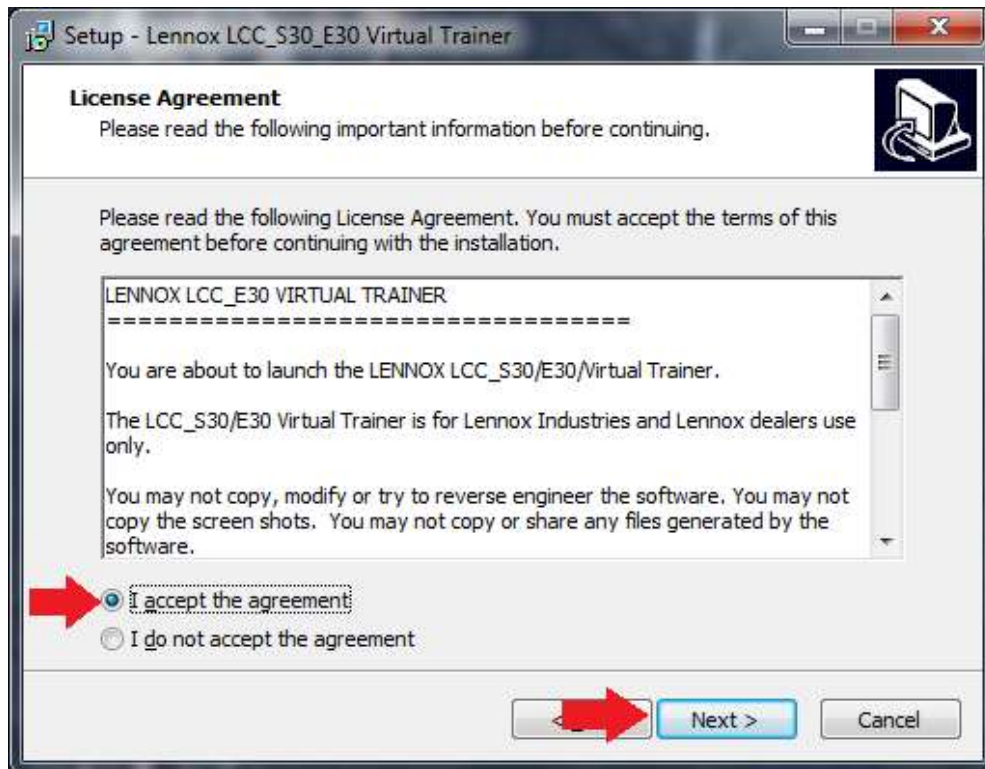 Setup - Lennox LCC_S30_E30 Virtual Trainer
License Agreement
Please read the following important information before continuing.
Please read the following License Agreement. You must accept the terms of this
agreement before continuing with the installation.
LENNOX LCC_E30 VIRTUAL TRAINER
==================================
You are about to launch the LENNOX LCC_S30/E30/Virtual Trainer.
The LCC_S30/E30 Virtual Trainer is for Lennox Industries and Lennox dealers use
only.
You may not copy, modify or try to reverse engineer the software. You may not
copy the screen shots.  You may not copy or share any files generated by the
software.
I accept the agreement
I do not accept the agreement
<
Next >
Cancel